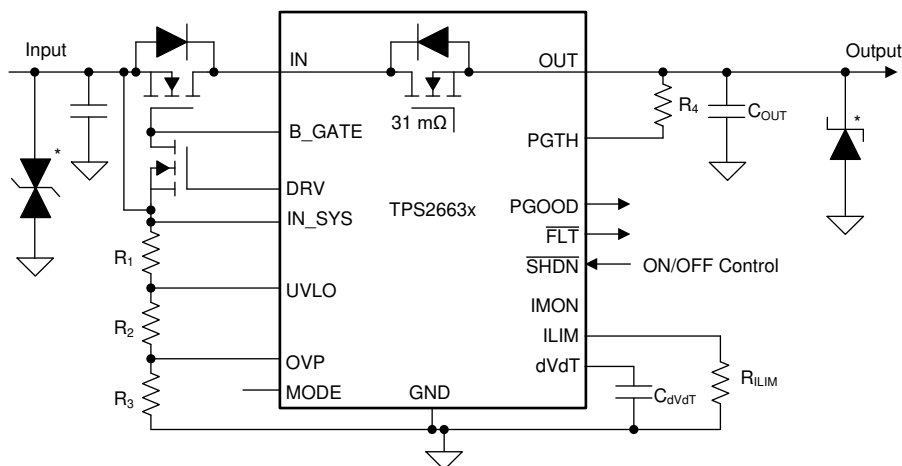 Input
IN
OUT
Output
31 mΩ
R4
COUT
*
*
B_GATE
PGTH
DRV
TPS2663x
PGOOD
IN_SYS
FLT
R1
SHDN
ON/OFF Control
UVLO
IMON
R2
ILIM
OVP
dVdT
RILIM
MODE
GND
CdVdT
R3